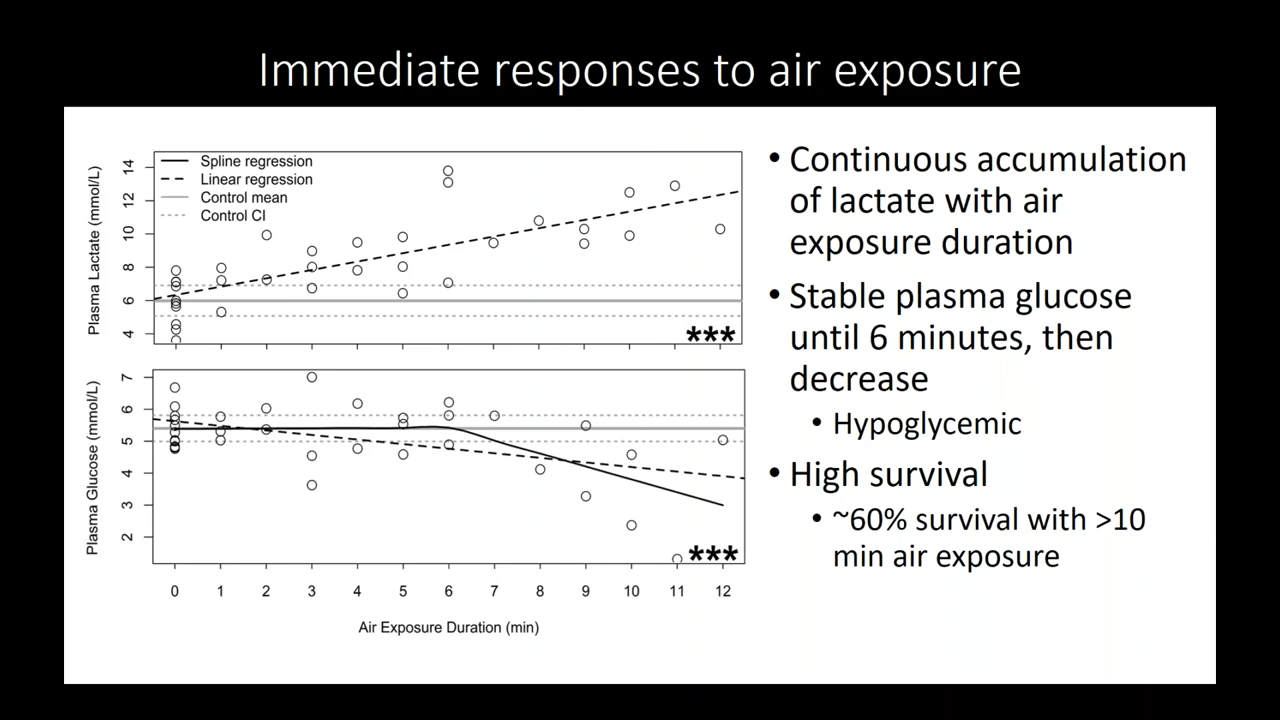 Immediate responses to air exposure
Plasma Lactate (mmol/L)
14
12
10
8
6
4
Spline regression
Linear regression
Control mean
Control CI
***
Plasma Glucose (mmol/L)
7
6
5
4
3
2
***
0 1 2 3 4 5 6 7 8 9 10 11 12
Air Exposure Duration (min)
• Continuous accumulation
of lactate with air
exposure duration
• Stable plasma glucose
until 6 minutes, then
decrease
• Hypoglycemic
• High survival
• ~60% survival with >10
min air exposure